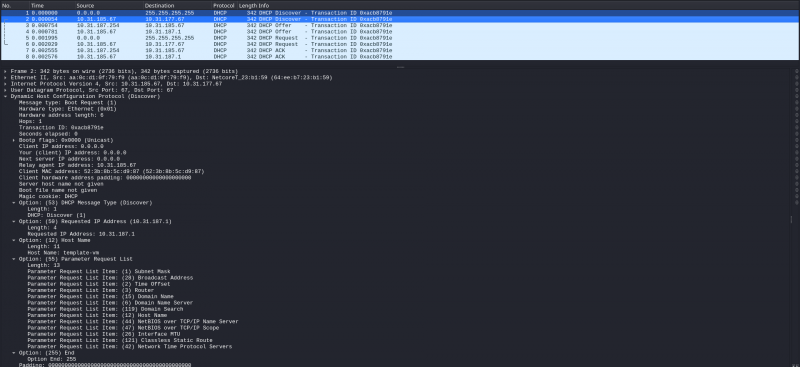 No. Time Source Destination Protocol Length Info
1 0.000000 0.0.0.0 255.255.255.255 DHCP 342 DHCP Discover - Transaction ID 0xacb8791e
2 0.000054 10.31.185.67 10.31.177.67 DHCP 342 DHCP Discover - Transaction ID 0xacb8791e
3 0.000754 10.31.187.254 10.31.185.67 DHCP 342 DHCP Offer - Transaction ID 0xacb8791e
4 0.000781 10.31.185.67 10.31.187.1 DHCP 342 DHCP Offer - Transaction ID 0xacb8791e
5 0.001995 0.0.0.0 255.255.255.255 DHCP 342 DHCP Request - Transaction ID 0xacb8791e
6 0.002029 10.31.185.67 10.31.177.67 DHCP 342 DHCP Request - Transaction ID 0xacb8791e
7 0.002555 10.31.187.254 10.31.185.67 DHCP 342 DHCP ACK - Transaction ID 0xacb8791e
8 0.002576 10.31.185.67 10.31.187.1 DHCP 342 DHCP ACK - Transaction ID 0xacb8791e
Frame 2: 342 bytes on wire (2736 bits), 342 bytes captured (2736 bits)
Ethernet II, Src: aa:0c:d1:0f:79:f9 (aa:0c:d1:0f:79:f9), Dst: NetcoreT_23:b1:59 (64:ee:b7:23:b1:59)
Internet Protocol Version 4, Src: 10.31.185.67, Dst: 10.31.177.67
User Datagram Protocol, Src Port: 67, Dst Port: 67
Dynamic Host Configuration Protocol (Discover)
Message type: Boot Request (1)
Hardware type: Ethernet (0x01)
Hardware address length: 6
Hops: 1
Transaction ID: 0xacb8791e
Seconds elapsed: 0
Bootp flags: 0x0000 (Unicast)
Client IP address: 0.0.0.0
Your (client) IP address: 0.0.0.0
Next server IP address: 0.0.0.0
Relay agent IP address: 10.31.185.67
Client MAC address: 52:3b:8b:5c:d9:87 (52:3b:8b:5c:d9:87)
Client hardware address padding: 00000000000000000000
Server host name not given
Boot file name not given
Magic cookie: DHCP
Option: (53) DHCP Message Type (Discover)
Length: 1
DHCP: Discover (1)
Option: (50) Requested IP Address (10.31.187.1)
Length: 4
Requested IP Address: 10.31.187.1
Option: (12) Host Name
Length: 11
Host Name: template-vm
Option: (55) Parameter Request List
Length: 13
Parameter Request List Item: (1) Subnet Mask
Parameter Request List Item: (28) Broadcast Address
Parameter Request List Item: (2) Time Offset
Parameter Request List Item: (3) Router
Parameter Request List Item: (15) Domain Name
Parameter Request List Item: (6) Domain Name Server
Parameter Request List Item: (119) Domain Search
Parameter Request List Item: (12) Host Name
Parameter Request List Item: (44) NetBIOS over TCP/IP Name Server
Parameter Request List Item: (47) NetBIOS over TCP/IP Scope
Parameter Request List Item: (26) Interface MTU
Parameter Request List Item: (121) Classless Static Route
Parameter Request List Item: (42) Network Time Protocol Servers
Option: (255) End
Option End: 255